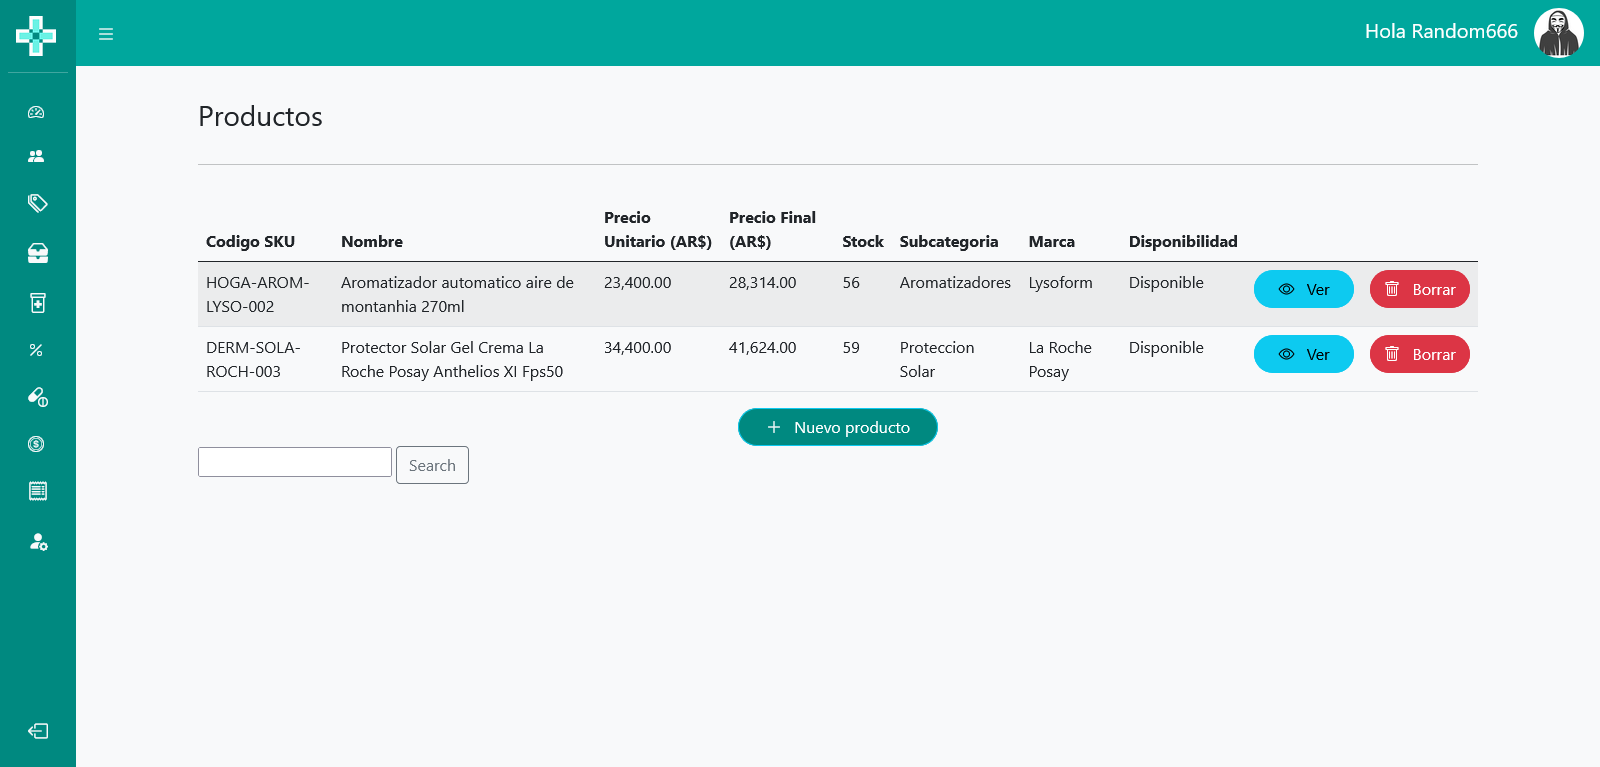 Hola Random666
Productos
Codigo SKU Nombre Precio Unitario (AR$) Precio Final (AR$) Stock Subcategoria Marca Disponibilidad
HOGA-AROM-LYSO-002 Aromatizador automatico aire de montanhia 270ml 23,400.00 28,314.00 56 Aromatizadores Lysoform Disponible Ver Borrar
DERM-SOLA-ROCH-003 Protector Solar Gel Crema La Roche Posay Anthelios XI Fps50 34,400.00 41,624.00 59 Proteccion Solar La Roche Posay Disponible Ver Borrar
Nuevo producto
Search